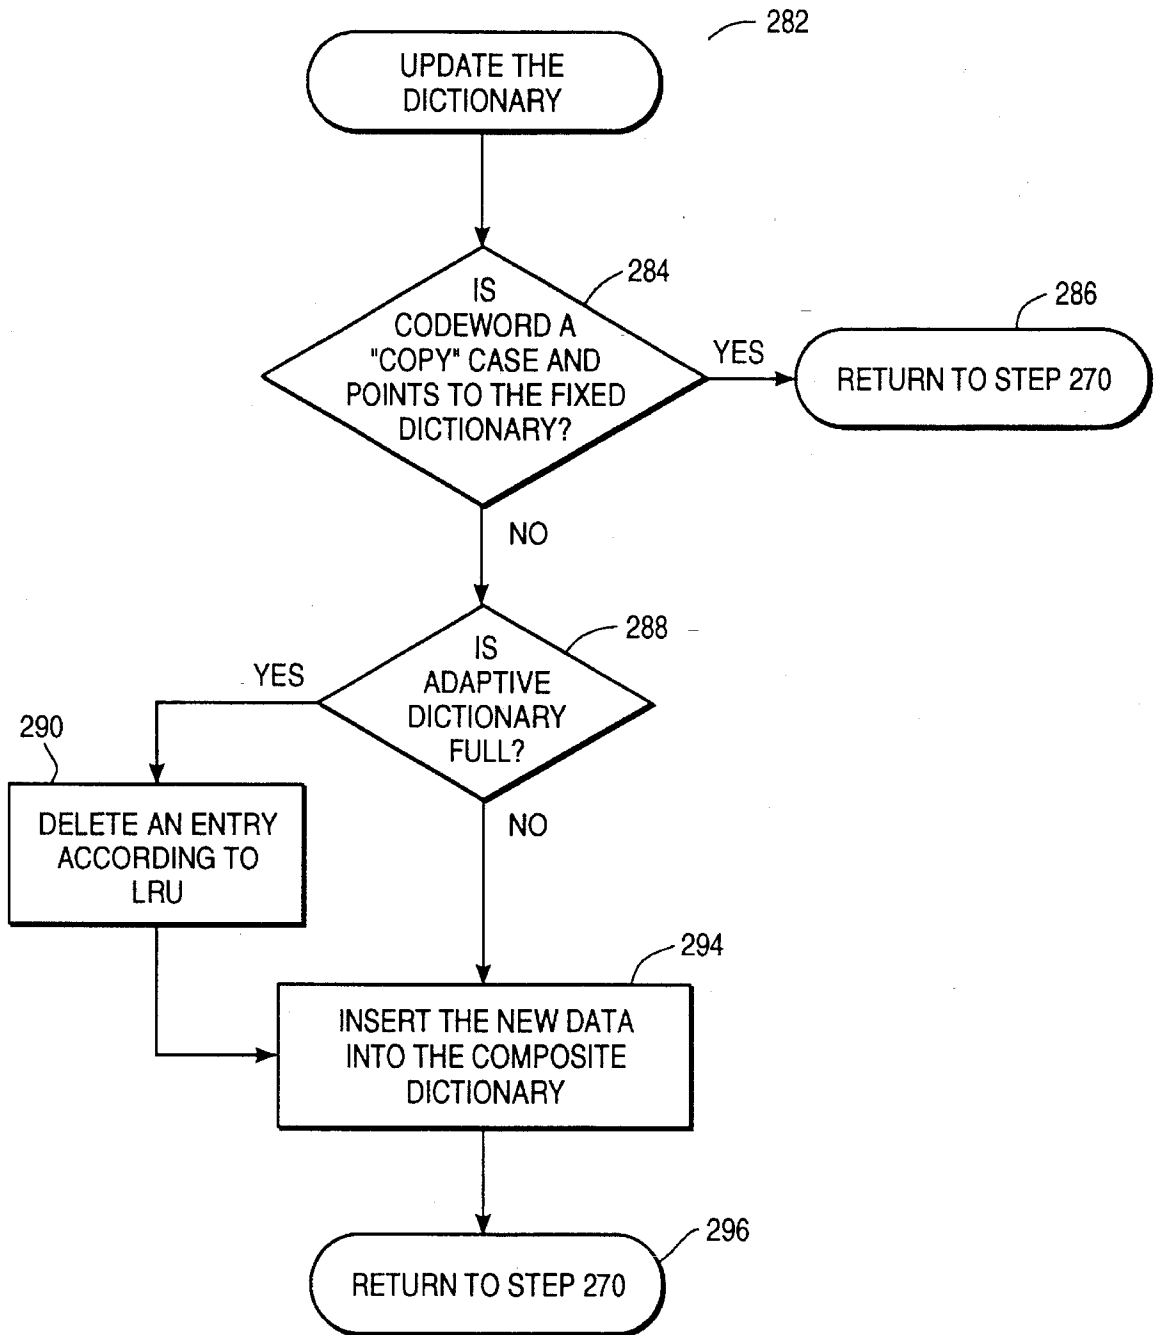 282
UPDATE THE
DICTIONARY
284
IS
CODEWORD A
"COPY" CASE AND
POINTS TO THE FIXED
DICTIONARY?
YES
286
RETURN TO STEP 270
NO
288
IS
ADAPTIVE
DICTIONARY
FULL?
YES
290
DELETE AN ENTRY
ACCORDING TO
LRU
NO
294
INSERT THE NEW DATA
INTO THE COMPOSITE
DICTIONARY
296
RETURN TO STEP 270